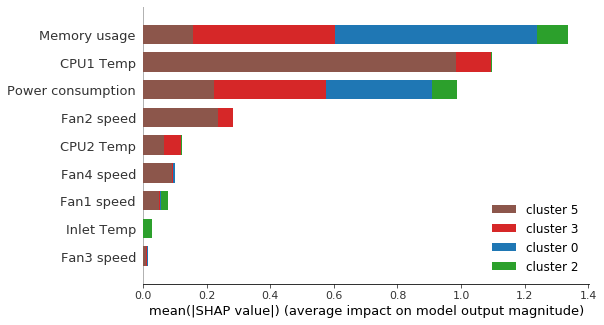 Memory usage
CPU1 Temp
Power consumption
Fan2 speed
CPU2 Temp
Fan4 speed
Fan1 speed
Inlet Temp
Fan3 speed
cluster 5
cluster 3
cluster 0
cluster 2
0.0 0.2 0.4 0.6 0.8 1.0 1.2 1.4
mean(|SHAP value|) (average impact on model output magnitude)